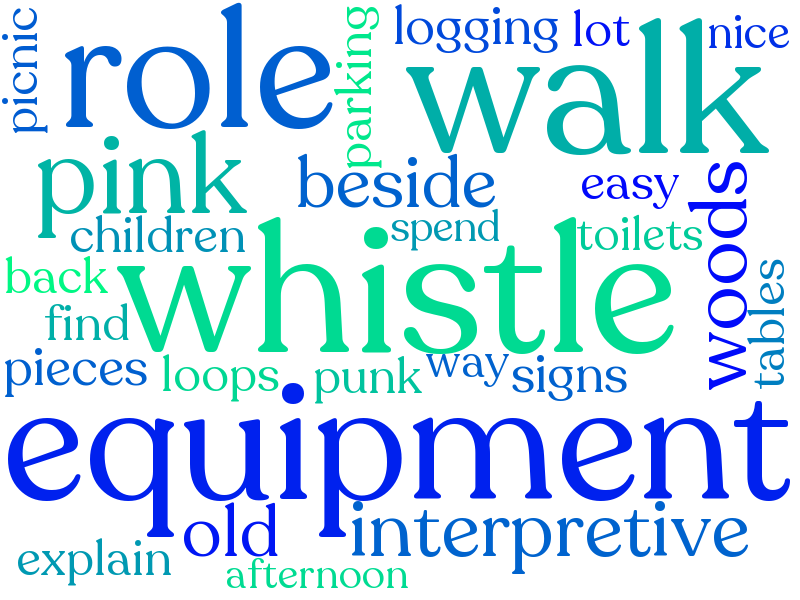 picnic
role
parking
logging
lot
nice
walk
pink
beside
easy
woods
children
spend
toilets
back
whistle
find
tables
pieces
loops
punk
way
signs
equipment
old
interpretive
explain
afternoon